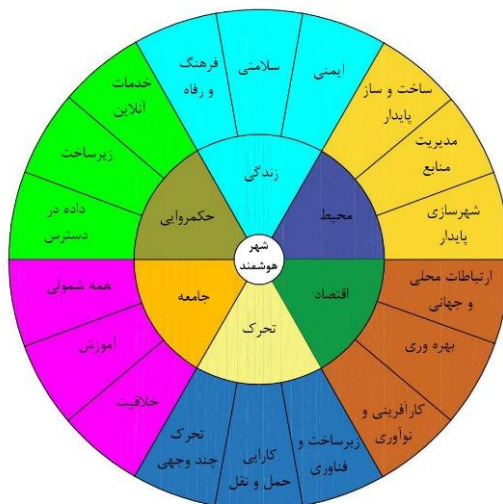 فرهنگ
و رفاه
سلامتی
ایمنی
ساخت و ساز
پایدار
مدیریت
منابع
شهرسازی
پایدار
ارتباطات محلی
و جهانی
بهره وری
کارآفرینی و
نوآوری
زیرساخت و
فناوری
کارایی
حمل و نقل
تحرک
چند وجهی
خلاقیت
آموزش
همه شمولی
داده در
دسترس
زیرساخت
خدمات
آنلاین
زندگی
محیط
اقتصاد
تحرک
جامعه
حکمروایی
شهر
هوشمند